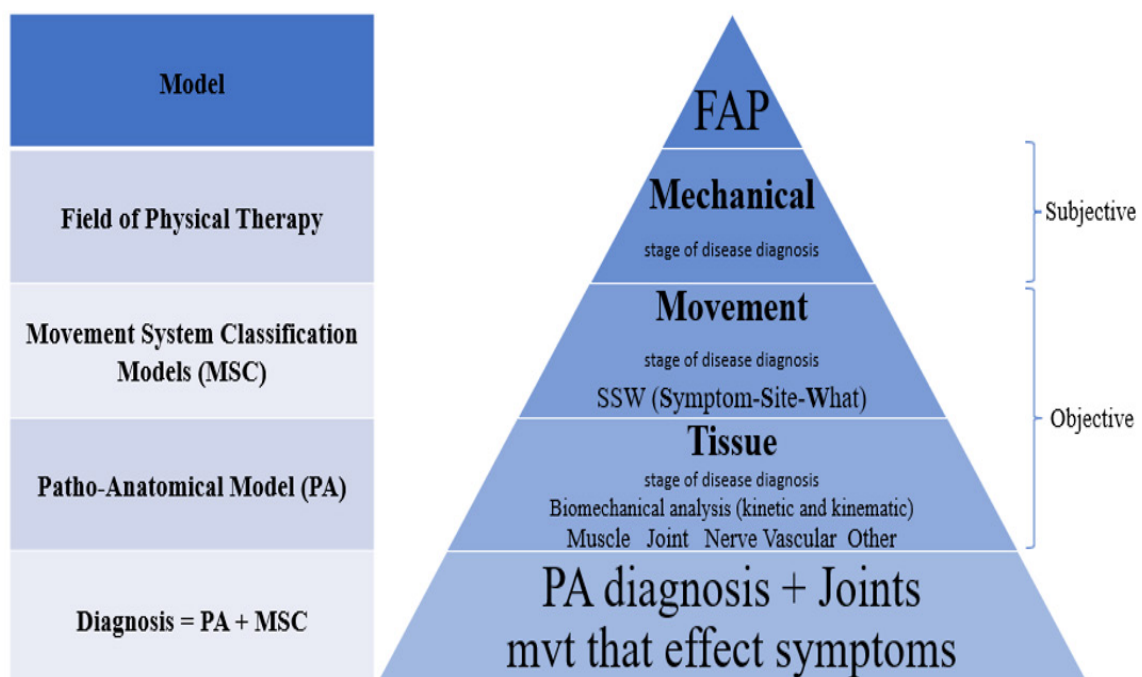 Model
FAP
Field of Physical Therapy
Mechanical
stage of disease diagnosis
Subjective
Movement System Classification
Models (MSC)
Movement
stage of disease diagnosis
SSW (Symptom-Site-What)
Objective
Patho-Anatomical Model (PA)
Tissue
stage of disease diagnosis
Biomechanical analysis (kinetic and kinematic)
Muscle Joint Nerve Vascular Other
Diagnosis = PA + MSC
PA diagnosis + Joints
mvt that effect symptoms